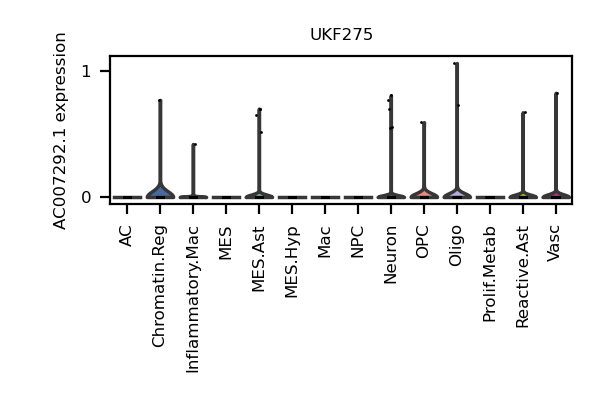 UKF275
AC007292.1 expression
1
0
AC
Chromatin.Reg
Inflammatory.Mac
MES
MES.Ast
MES.Hyp
Mac
NPC
Neuron
OPC
Oligo
Prolif.Metab
Reactive.Ast
Vasc